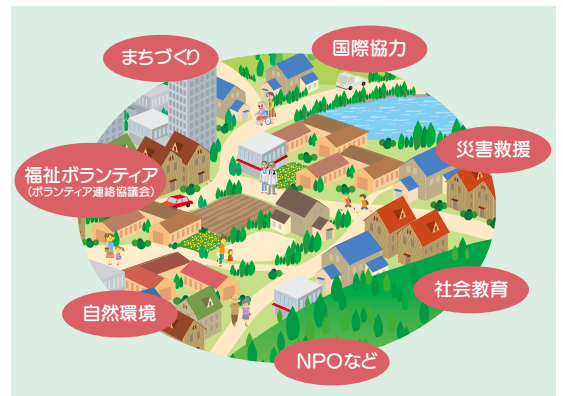 まちづくり
国際協力
災害救援
福祉ボランティア
(ボランティア連絡協議会)
社会教育
自然環境
NPOなど